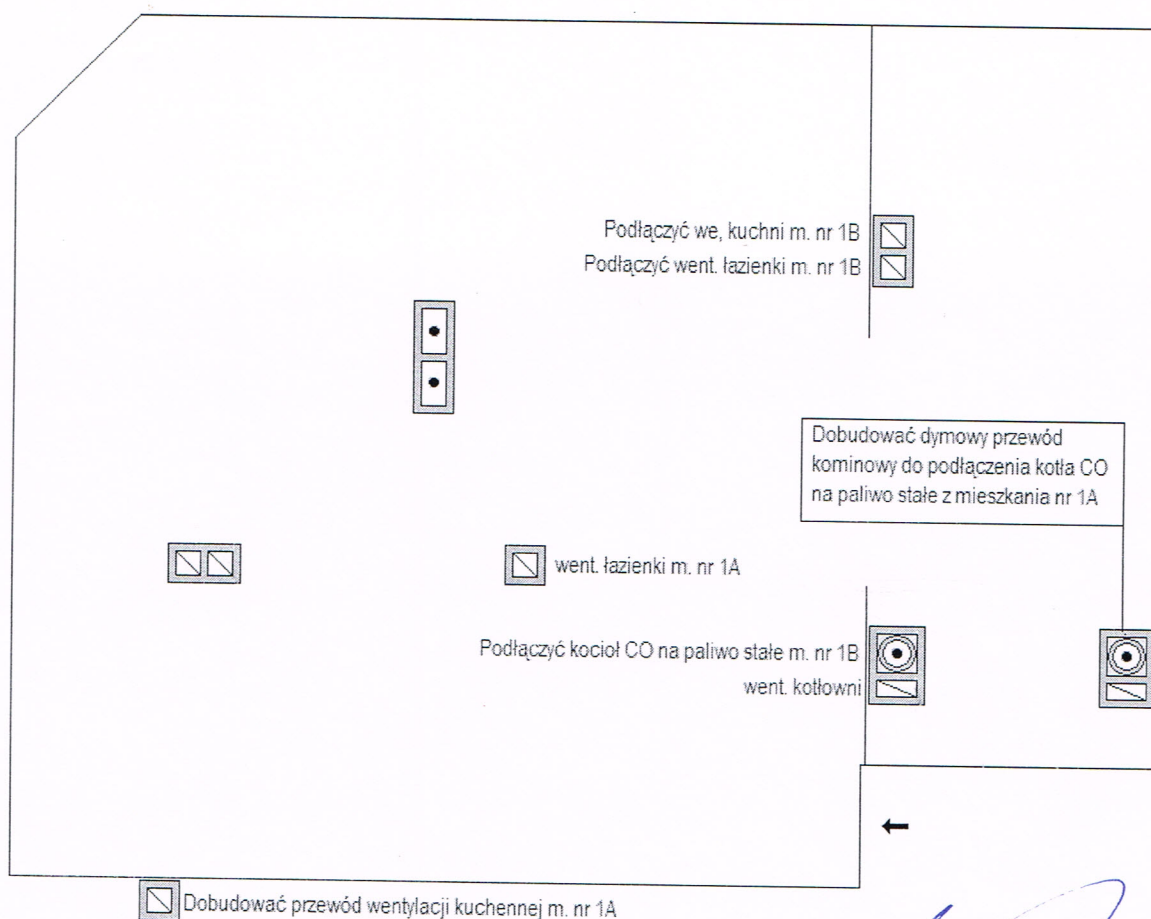 Podłączyć we, kuchni m. nr 1B
Podłączyć went. łazienki m. nr 1B
Dobudować dymowy przewód
kominowy do podłączenia kotła CO
na paliwo stałe z mieszkania nr 1A
went. łazienki m. nr 1A
Podłączyć kocioł CO na paliwo stałe m. nr 1B
went. kotłowni
Dobudować przewód wentylacji kuchennej m. nr 1A